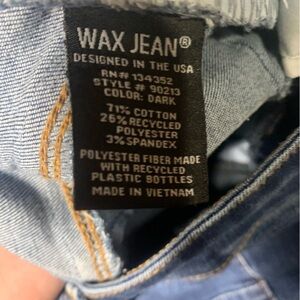 WAX JEAN®
DESIGNED IN THE USA
RN# 134352
STYLE # 90213
COLOR: DARK
71% COTTON
26% RECYCLED
POLYESTER
3% SPANDEX
POLYESTER FIBER MADE
WITH RECYCLED
PLASTIC BOTTLES
MADE IN VIETNAM